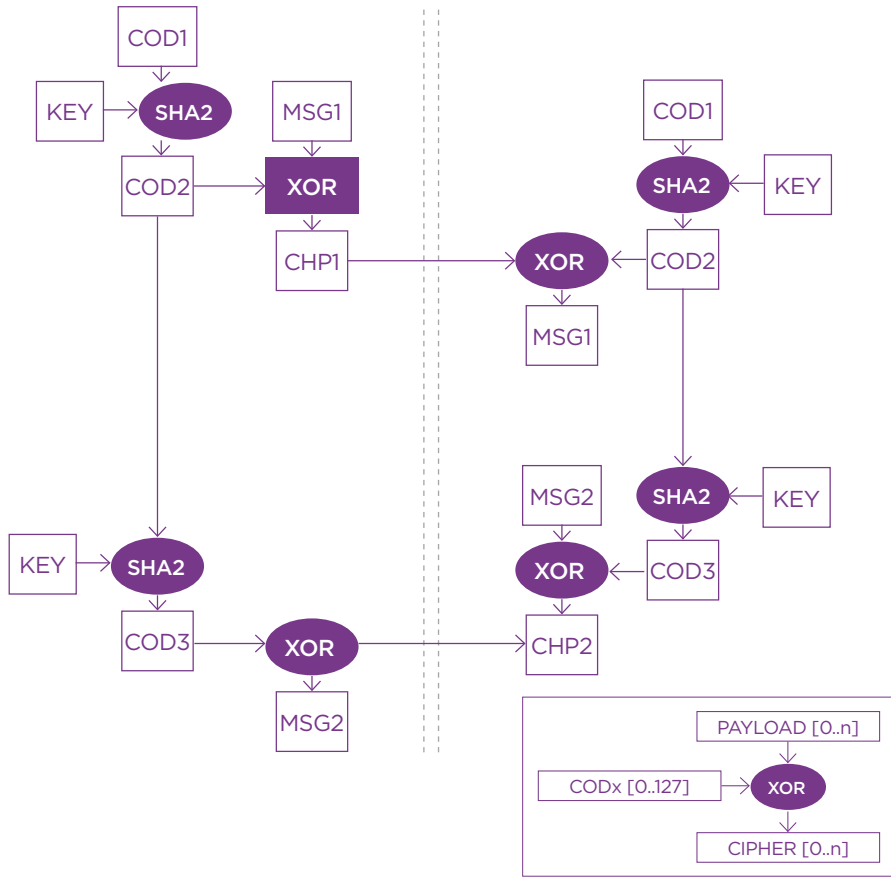 COD1
KEY
SHA2
MSG1
COD2
XOR
CHP1
COD1
SHA2
KEY
XOR
COD2
MSG1
KEY
SHA2
COD3
XOR
MSG2
MSG2
SHA2
KEY
XOR
COD3
CHP2
PAYLOAD [0..n]
CODx [0..127]
XOR
CIPHER [0..n]